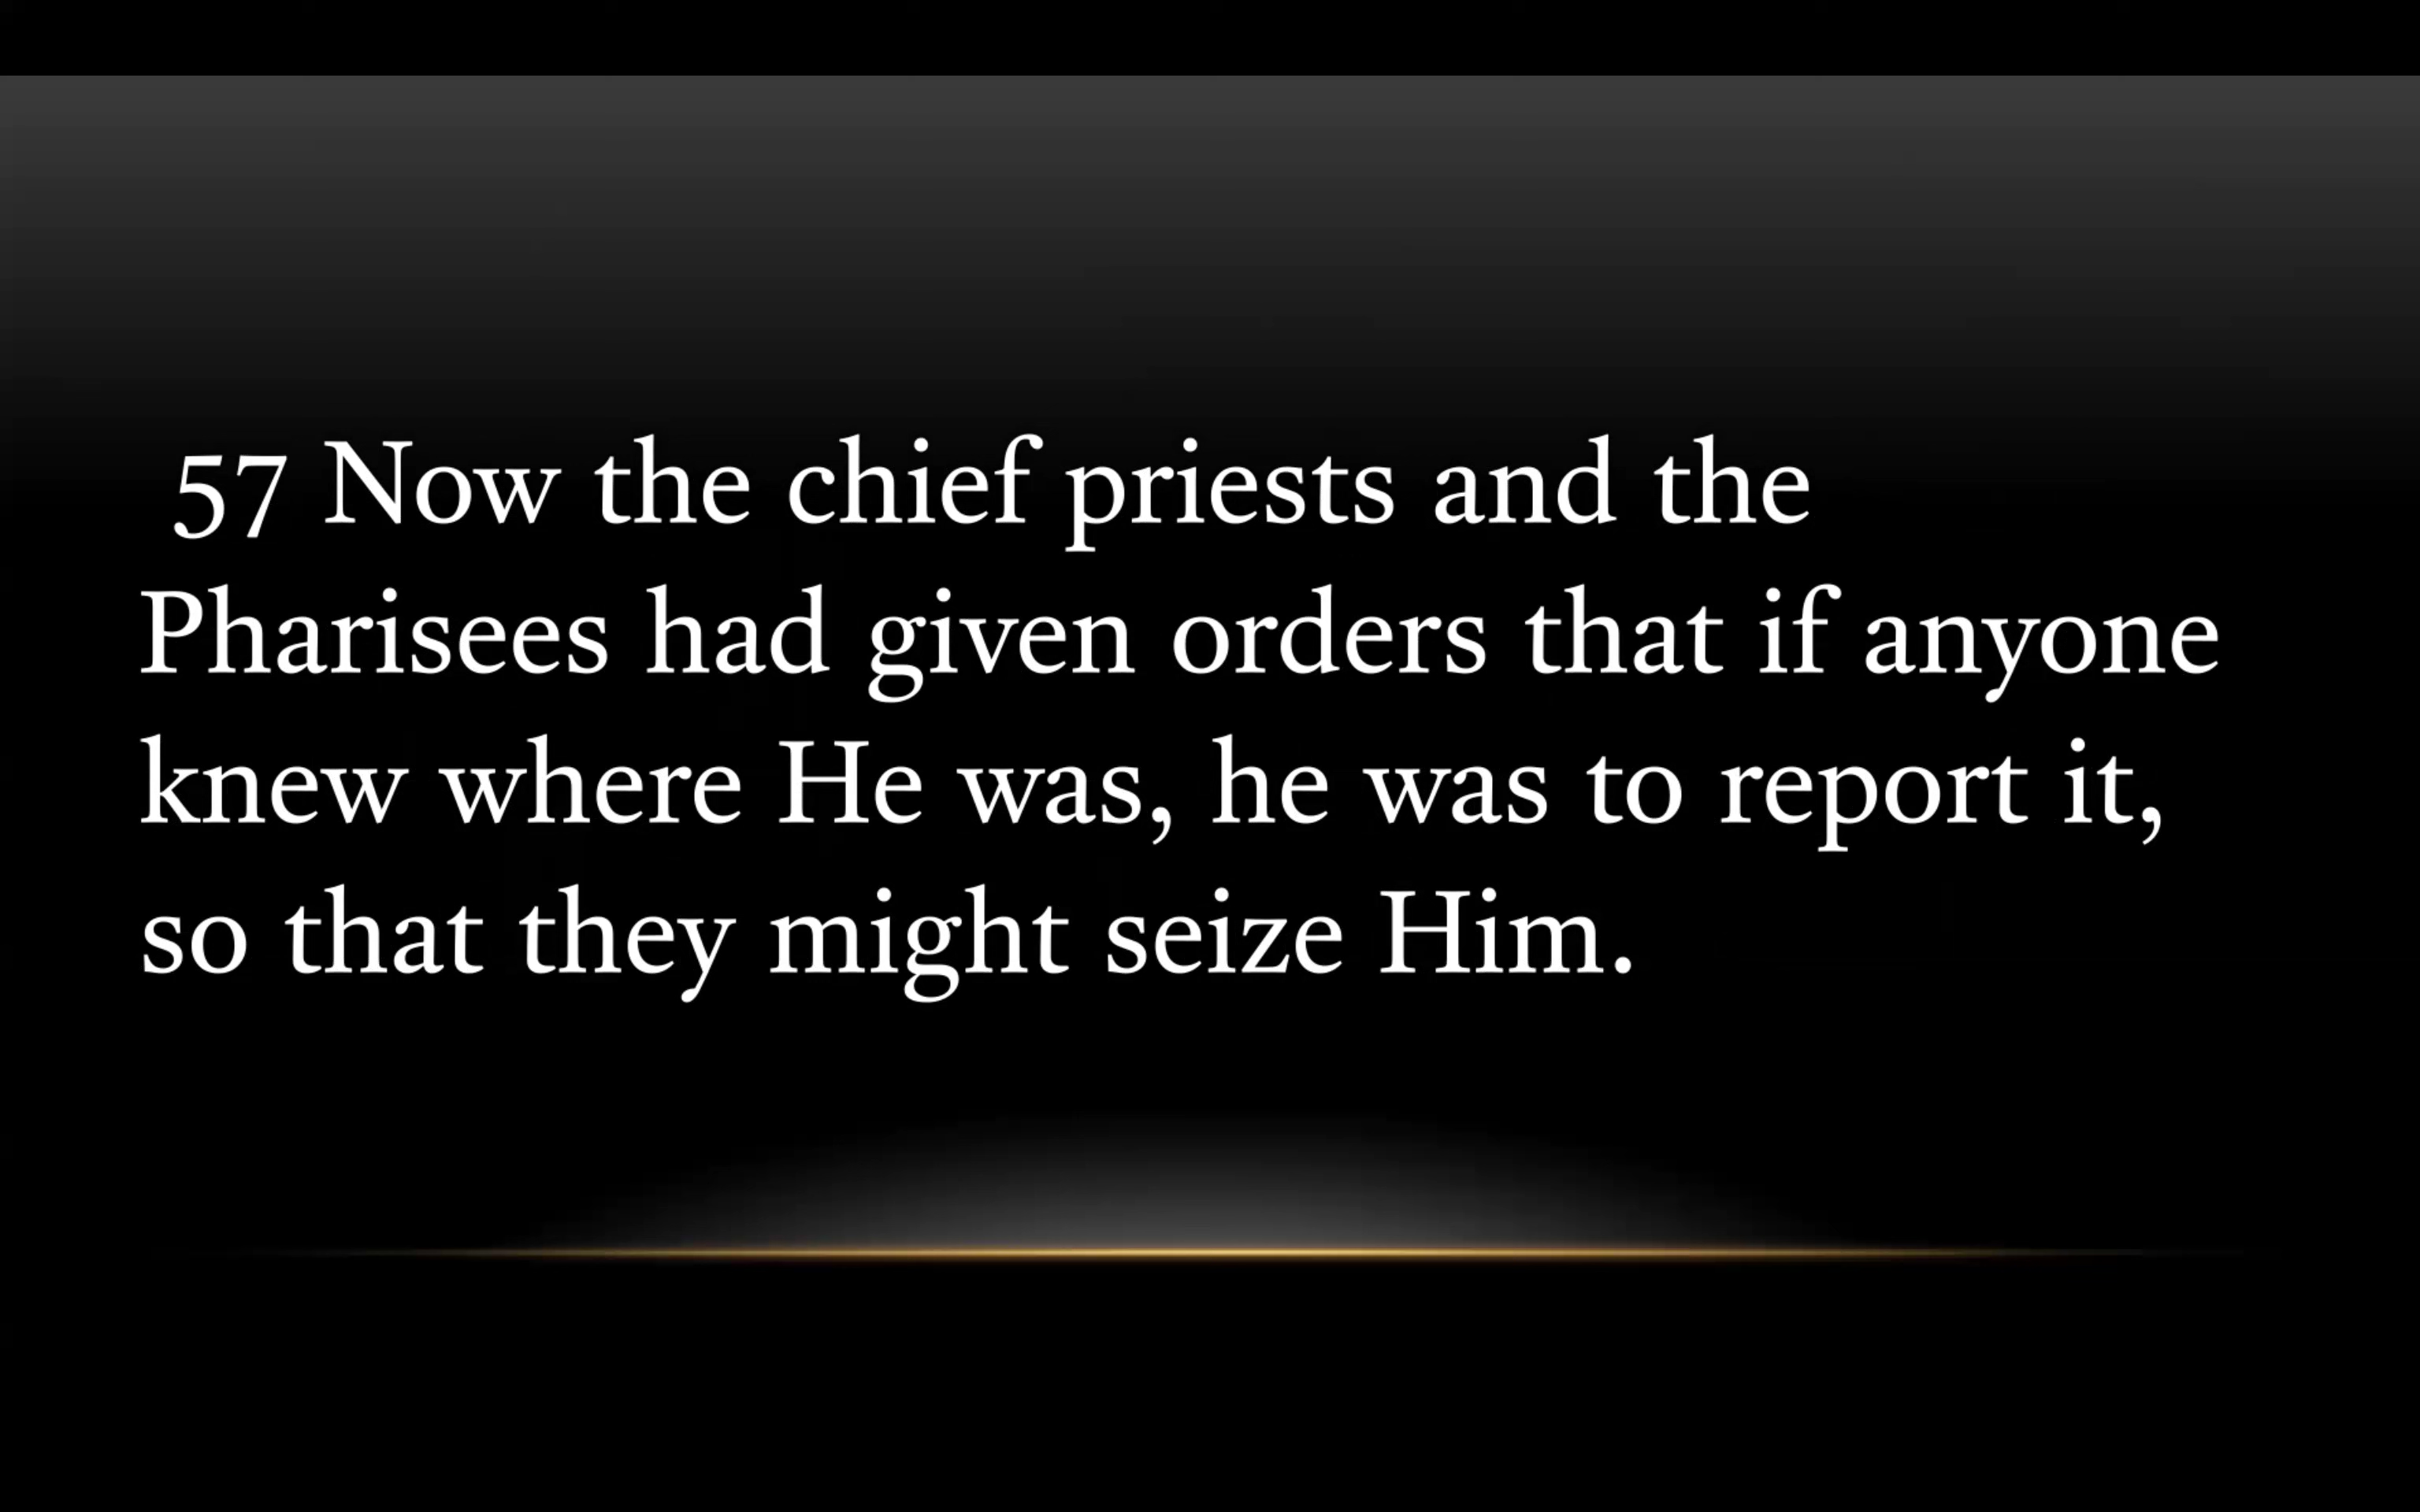 57 Now the chief priests and the
Pharisees had given orders that if anyone
knew where He was, he was to report it,
so that they might seize Him.